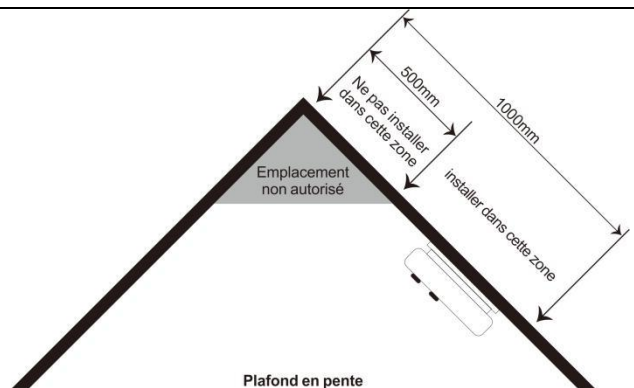 1000mm
500mm
Ne pas installer
dans cette zone
installer dans cette zone
Emplacement
non autorisé
Plafond en pente